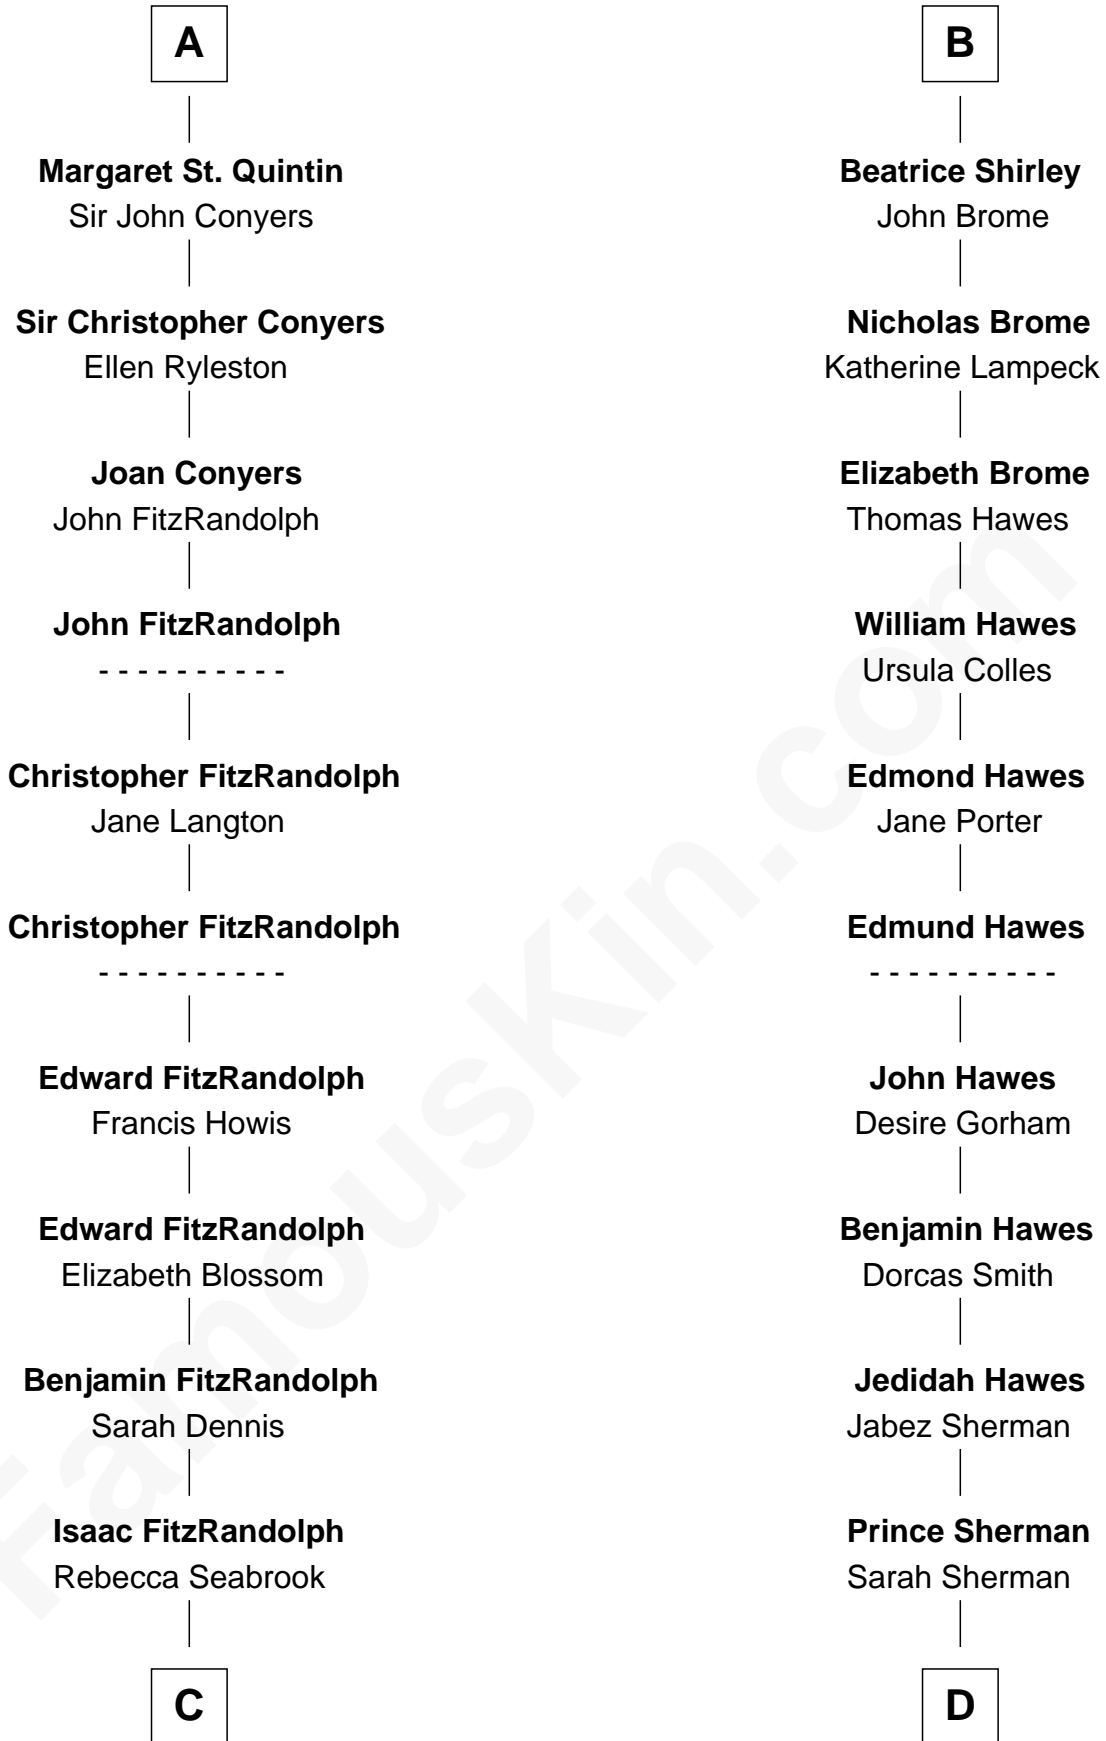 A
Margaret St. Quintin
Sir John Conyers
Sir Christopher Conyers
Ellen Ryleston
Joan Conyers
John FitzRandolph
John FitzRandolph
- - - - - - - - - -
Christopher FitzRandolph
Jane Langton
Christopher FitzRandolph
- - - - - - - - - -
Edward FitzRandolph
Francis Howis
Edward FitzRandolph
Elizabeth Blossom
Benjamin FitzRandolph
Sarah Dennis
Isaac FitzRandolph
Rebecca Seabrook
C
B
Beatrice Shirley
John Brome
Nicholas Brome
Katherine Lampeck
Elizabeth Brome
Thomas Hawes
William Hawes
Ursula Colles
Edmond Hawes
Jane Porter
Edmund Hawes
- - - - - - - - - -
John Hawes
Desire Gorham
Benjamin Hawes
Dorcas Smith
Jedidah Hawes
Jabez Sherman
Prince Sherman
Sarah Sherman
D
FamousKin.com